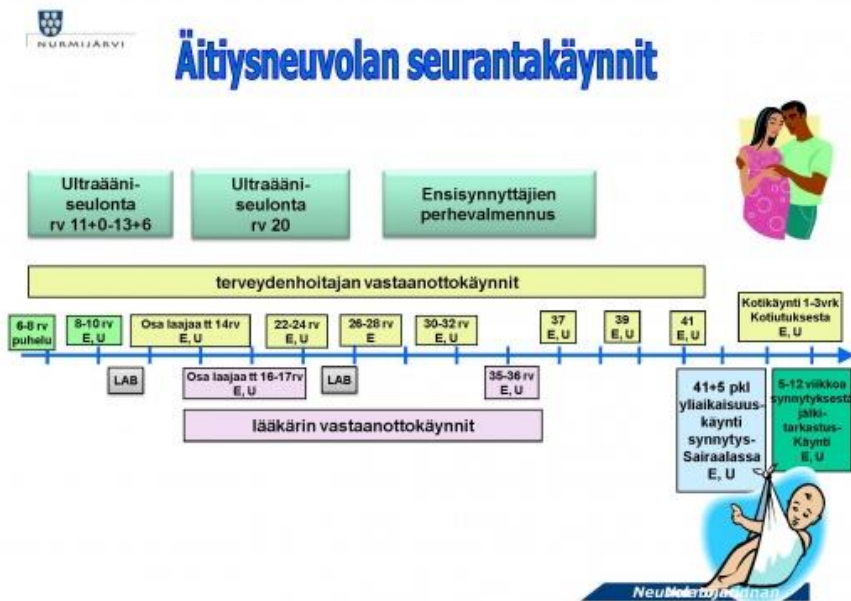 NURMIJÄRVI
Äitiysneuvolan seurantakäynnit
Ultraääni-
seulonta
rv 11+0-13+6
Ultraääni-
seulonta
rv 20
Ensisynnyttäjien
perhevalmennus
terveydenhoitajan vastaanottokäynnit
6-8 rv
puhelu
8-10 rv
E, U
Osa laajaa tt 14rv
E, U
22-24 rv
E, U
26-28 rv
E
30-32 rv
E, U
37
E, U
39
E, U
41
E, U
Kotikäynti 1-3vrk
Kotiutuksesta
E, U
LAB
Osa laajaa tt 16-17rv
E, U
LAB
35-36 rv
E, U
lääkärin vastaanottokäynnit
41+5 pkl
yliaikaisuus-
käynti
synnytys-
Sairaalassa
E, U
5-12 viikkoa
synnytyksestä
jälki-
tarkastus-
Käynti
E, U